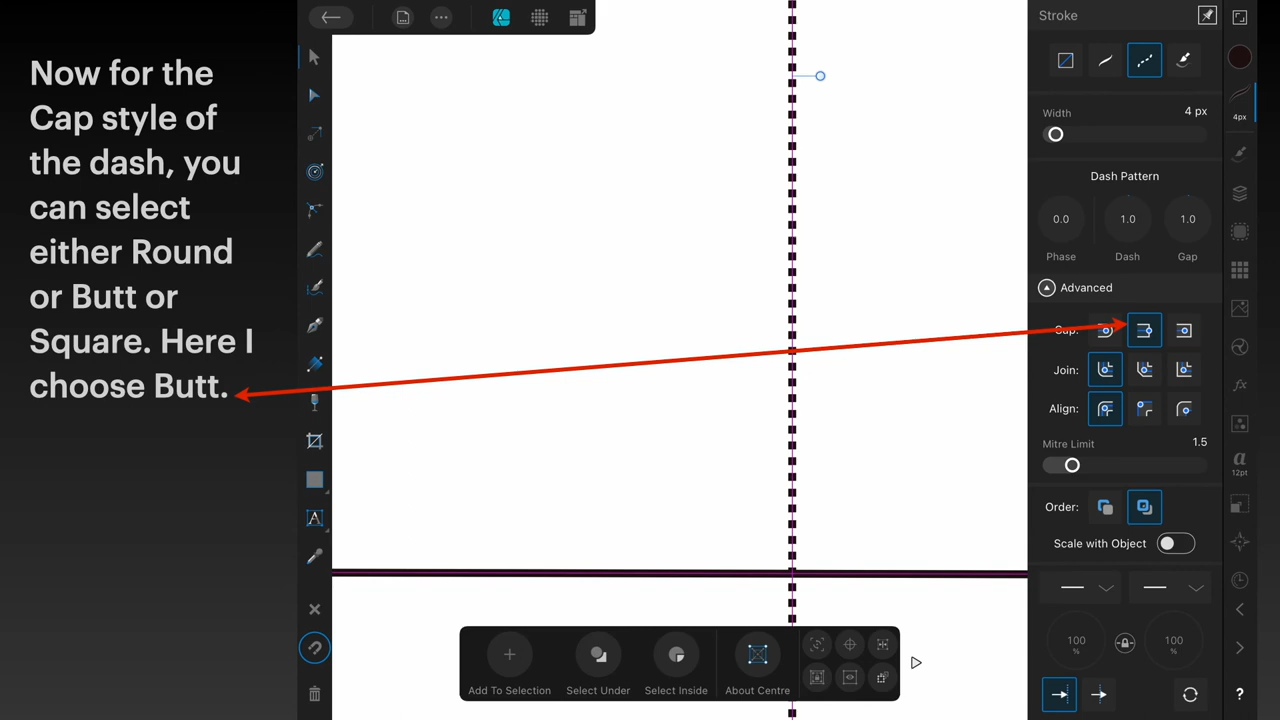 Now for the
Cap style of
the dash, you
can select
either Round
or Butt or
Square. Here I
choose Butt.
Stroke
Width 4 px
4px
Dash Pattern
0.0 1.0 1.0
Phase Dash Gap
Advanced
Cap:
Join:
Align:
Mitre Limit 1.5
fx
a
12pt
Order:
Scale with Object
100 % 100 %
A
Add To Selection Select Under Select Inside About Centre
?